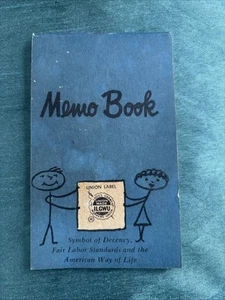 Memo Book
UNION LABEL
ILGWU
Symbol of Decency,
Fair Labor Standards and the
American Way of Life